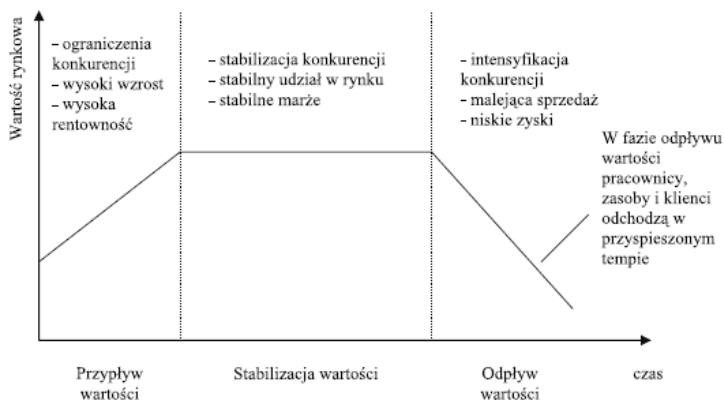 Wartość rynkowa
– ograniczenia
konkurencji
– wysoki wzrost
– wysoka
rentowność
– stabilizacja konkurencji
– stabilny udział w rynku
– stabilne marże
– intensyfikacja
konkurencji
– malejąca sprzedaż
– niskie zyski
W fazie odpływu
wartości
pracownicy,
zasoby i klienci
odchodzą w
przyspieszonym
tempie
Przypływ
wartości
Stabilizacja wartości
Odpływ
wartości
czas